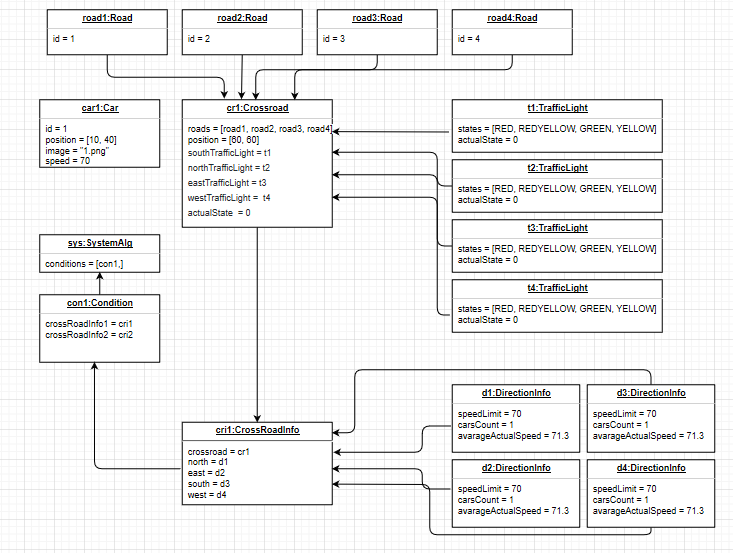 road1:Road
id = 1
road2:Road
id = 2
road3:Road
id = 3
road4:Road
id = 4
car1:Car
id = 1
position = [10, 40]
image = "1.png"
speed = 70
cr1:Crossroad
roads = [road1, road2, road3, road4]
position = [60, 60]
southTrafficLight = t1
northTrafficLight = t2
eastTrafficLight = t3
westTrafficLight = t4
actualState = 0
t1:TrafficLight
states = [RED, REDYELLOW, GREEN, YELLOW]
actualState = 0
t2:TrafficLight
states = [RED, REDYELLOW, GREEN, YELLOW]
actualState = 0
t3:TrafficLight
states = [RED, REDYELLOW, GREEN, YELLOW]
actualState = 0
t4:TrafficLight
states = [RED, REDYELLOW, GREEN, YELLOW]
actualState = 0
sys:SystemAlg
conditions = [con1,]
con1:Condition
crossRoadInfo1 = cri1
crossRoadInfo2 = cri2
cri1:CrossRoadInfo
crossroad = cr1
north = d1
east = d2
south = d3
west = d4
d1:DirectionInfo
speedLimit = 70
carsCount = 1
avarageActualSpeed = 71.3
d3:DirectionInfo
speedLimit = 70
carsCount = 1
avarageActualSpeed = 71.3
d2:DirectionInfo
speedLimit = 70
carsCount = 1
avarageActualSpeed = 71.3
d4:DirectionInfo
speedLimit = 70
carsCount = 1
avarageActualSpeed = 71.3